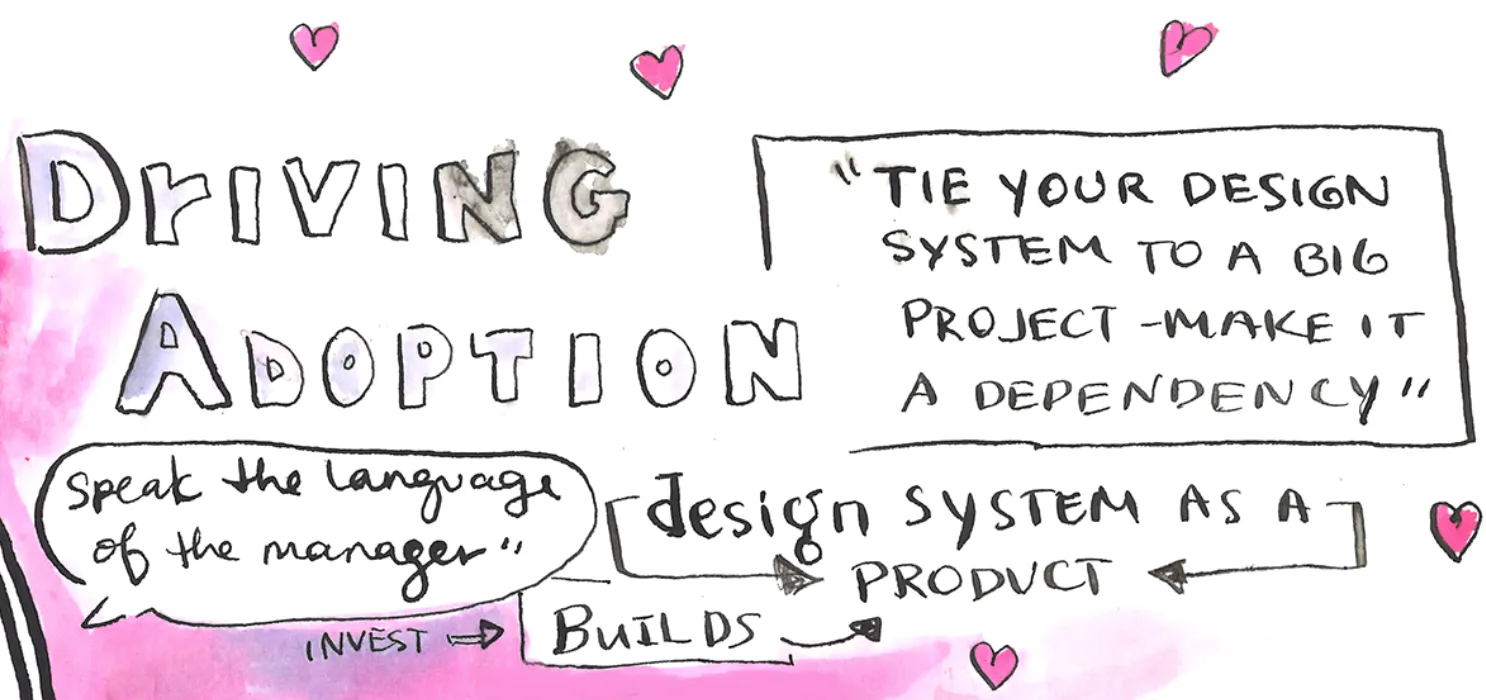 DRIVING
ADOPTION
"TIE YOUR DESIGN
SYSTEM TO A BIG
PROJECT - MAKE IT
A DEPENDENCY"
Speak the language
of the manager"
design SYSTEM AS A
PRODUCT
INVEST → BUILDS